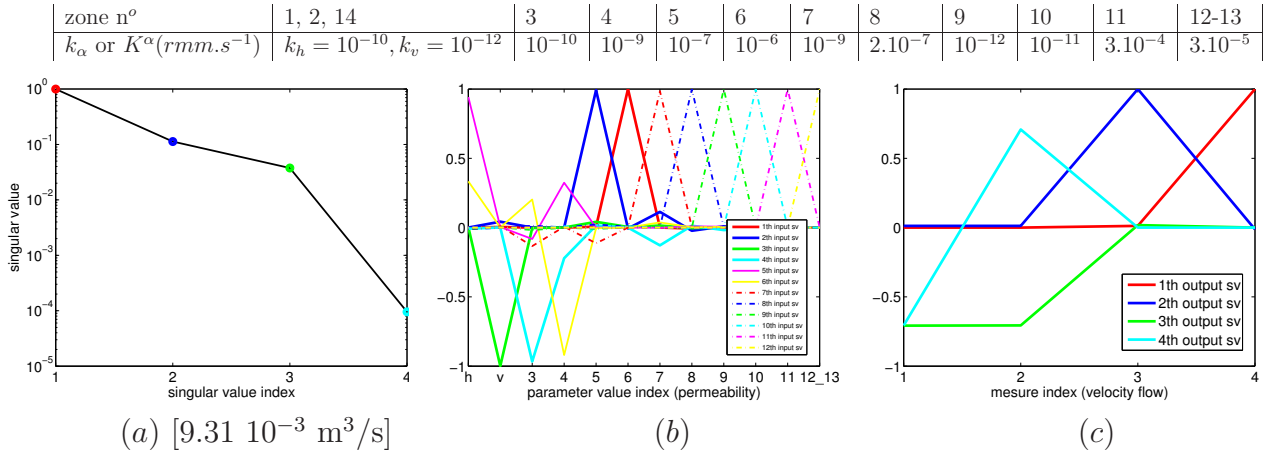 zone n^o 1, 2, 14 3 4 5 6 7 8 9 10 11 12-13
k_α or K^α(rmm.s^{-1}) k_h = 10^{-10}, k_v = 10^{-12} 10^{-10} 10^{-9} 10^{-7} 10^{-6} 10^{-9} 2.10^{-7} 10^{-12} 10^{-11} 3.10^{-4} 3.10^{-5}
singular value
10^0
10^{-1}
10^{-2}
10^{-3}
10^{-4}
10^{-5}
1 2 3 4
singular value index
(a) [9.31 10^{-3} m^3/s]
1
0.5
0
−0.5
−1
h v 3 4 5 6 7 8 9 10 11 12_13
parameter value index (permeability)
1th input sv
2th input sv
3th input sv
4th input sv
5th input sv
6th input sv
7th input sv
8th input sv
9th input sv
10th input sv
11th input sv
12th input sv
(b)
1
0.5
0
−0.5
−1
1 2 3 4
mesure index (velocity flow)
1th output sv
2th output sv
3th output sv
4th output sv
(c)